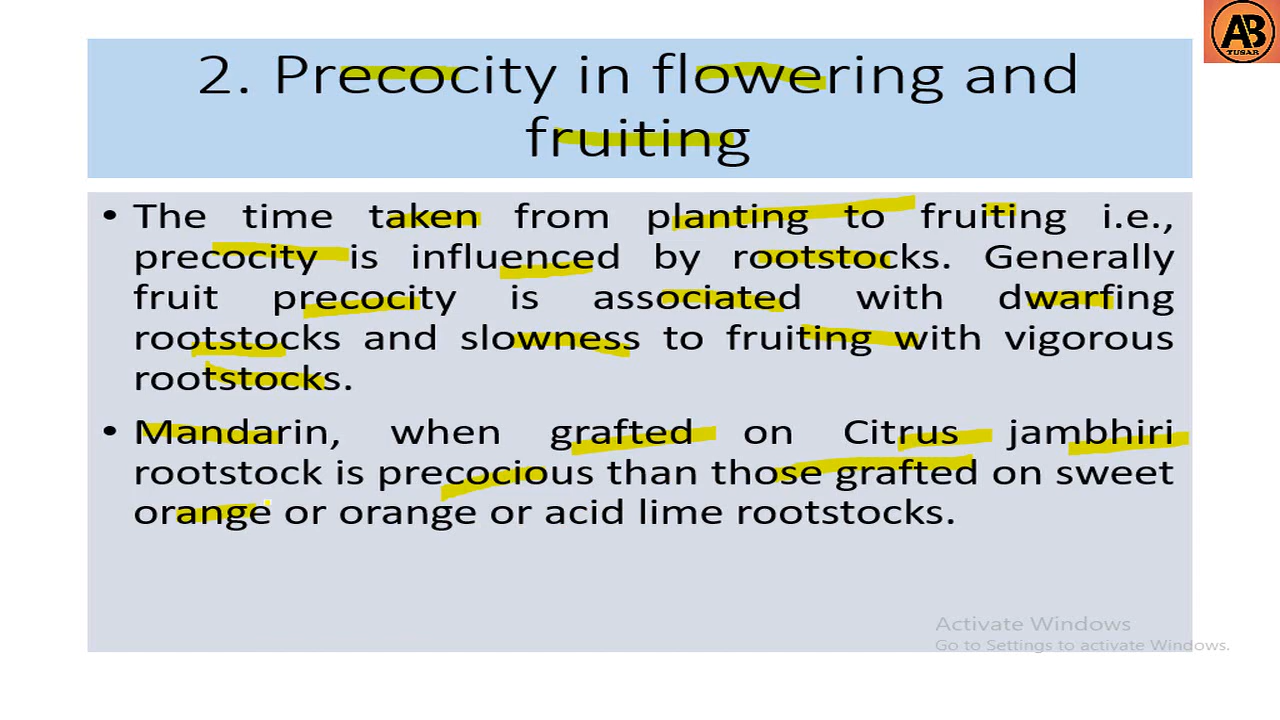 AB
TUSAR
2. Precocity in flowering and
fruiting
• The time taken from planting to fruiting i.e.,
precocity is influenced by rootstocks. Generally
fruit precocity is associated with dwarfing
rootstocks and slowness to fruiting with vigorous
rootstocks.
• Mandarin, when grafted on Citrus jambhiri
rootstock is precocious than those grafted on sweet
orange or orange or acid lime rootstocks.
Activate Windows
Go to Settings to activate Windows.